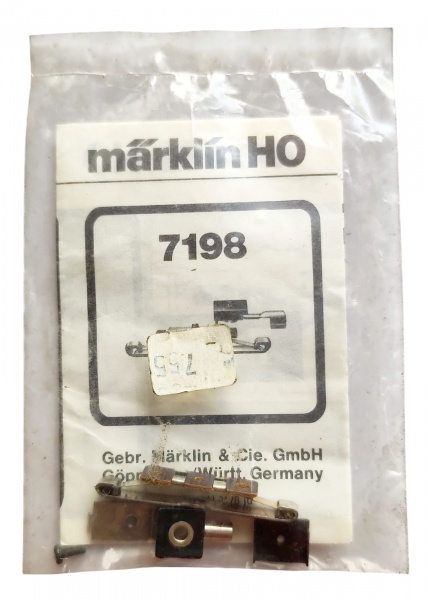 märklin HO
7198
755
Gebr. Märklin & Cie. GmbH
Germany